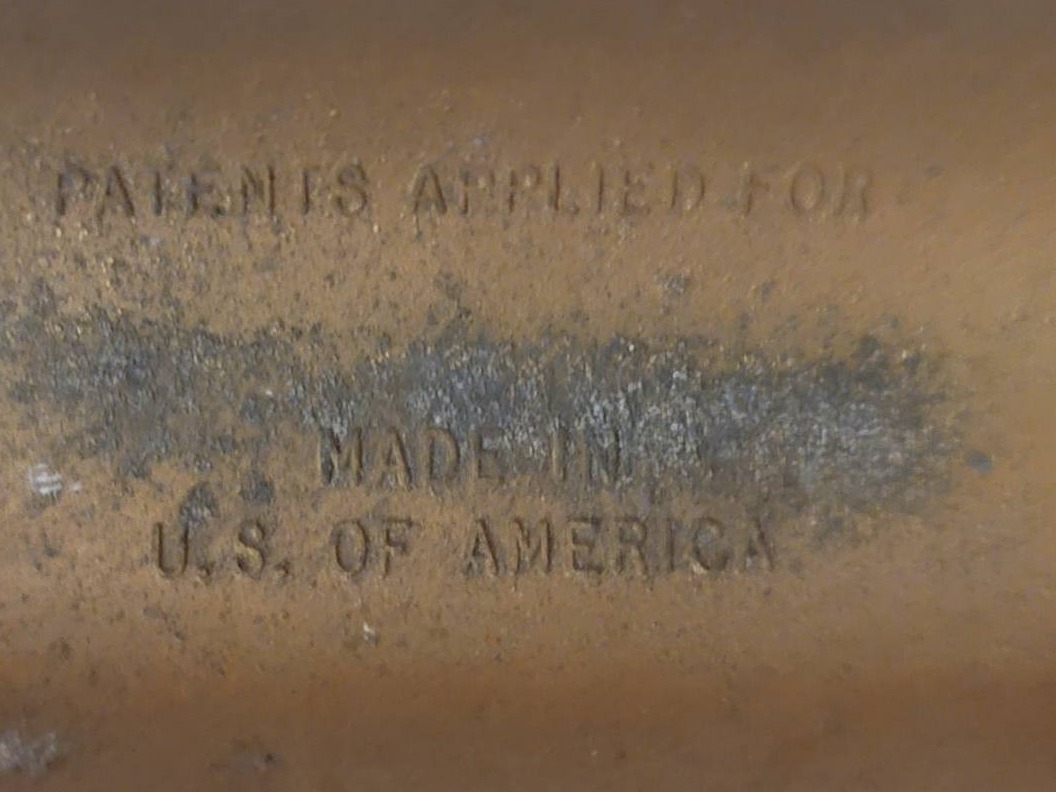 PATENTS APPLIED FOR
MADE IN
U.S. OF AMERICA